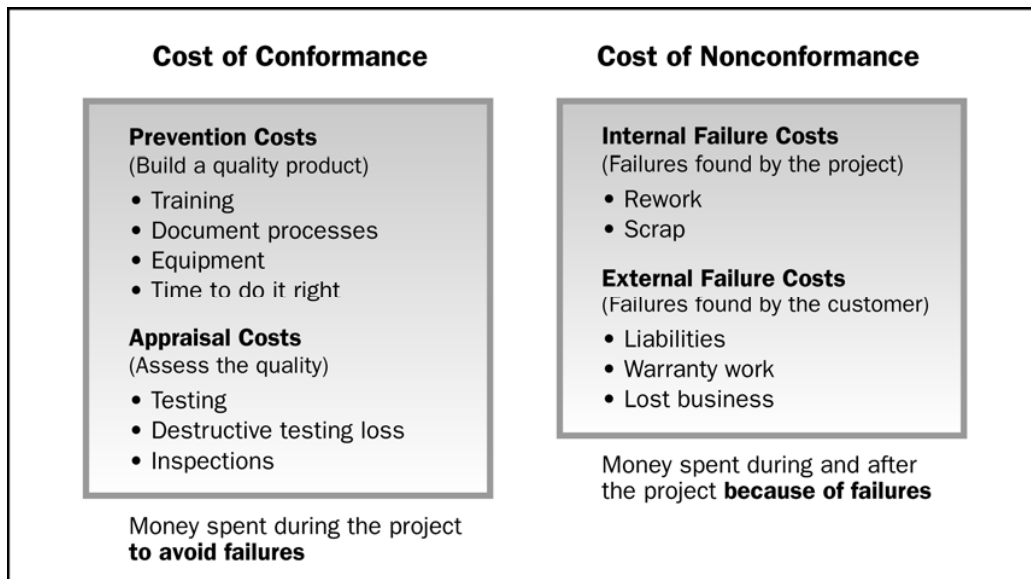 Cost of Conformance
Prevention Costs
(Build a quality product)
• Training
• Document processes
• Equipment
• Time to do it right
Appraisal Costs
(Assess the quality)
• Testing
• Destructive testing loss
• Inspections
Money spent during the project
to avoid failures
Cost of Nonconformance
Internal Failure Costs
(Failures found by the project)
• Rework
• Scrap
External Failure Costs
(Failures found by the customer)
• Liabilities
• Warranty work
• Lost business
Money spent during and after
the project because of failures